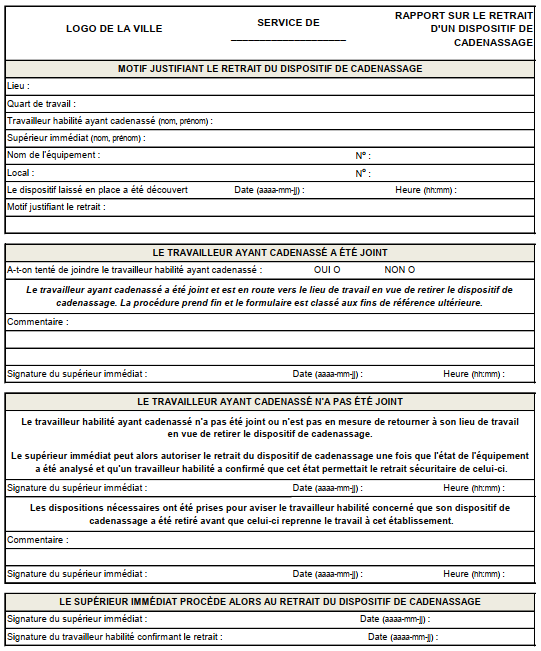 LOGO DE LA VILLE
SERVICE DE
____________________
RAPPORT SUR LE RETRAIT
D'UN DISPOSITIF DE
CADENASSAGE
MOTIF JUSTIFIANT LE RETRAIT DU DISPOSITIF DE CADENASSAGE
Lieu :
Quart de travail :
Travailleur habilité ayant cadenassé (nom, prénom) :
Supérieur immédiat (nom, prénom) :
Nom de l'équipement : Nº :
Local : Nº :
Le dispositif laissé en place a été découvert Date (aaaa-mm-jj) : Heure (hh:mm) :
Motif justifiant le retrait :
LE TRAVAILLEUR AYANT CADENASSÉ A ÉTÉ JOINT
A-t-on tenté de joindre le travailleur habilité ayant cadenassé : OUI O NON O
Le travailleur ayant cadenassé a été joint et est en route vers le lieu de travail en vue de retirer le dispositif de
cadenassage. La procédure prend fin et le formulaire est classé aux fins de référence ultérieure.
Commentaire :
Signature du supérieur immédiat : Date (aaaa-mm-jj) : Heure (hh:mm) :
LE TRAVAILLEUR AYANT CADENASSÉ N'A PAS ÉTÉ JOINT
Le travailleur habilité ayant cadenassé n'a pas été joint ou n'est pas en mesure de retourner à son lieu de travail
en vue de retirer le dispositif de cadenassage.
Le supérieur immédiat peut alors autoriser le retrait du dispositif de cadenassage une fois que l'état de l'équipement
a été analysé et qu'un travailleur habilité a confirmé que cet état permettait le retrait sécuritaire de celui-ci.
Signature du supérieur immédiat : Date (aaaa-mm-jj) : Heure (hh:mm) :
Les dispositions nécessaires ont été prises pour aviser le travailleur habilité concerné que son dispositif de
cadenassage a été retiré avant que celui-ci reprenne le travail à cet établissement.
Commentaire :
Signature du supérieur immédiat : Date (aaaa-mm-jj) : Heure (hh:mm) :
LE SUPÉRIEUR IMMÉDIAT PROCÈDE ALORS AU RETRAIT DU DISPOSITIF DE CADENASSAGE
Signature du supérieur immédiat : Date (aaaa-mm-jj) :
Signature du travailleur habilité confirmant le retrait : Date (aaaa-mm-jj) :